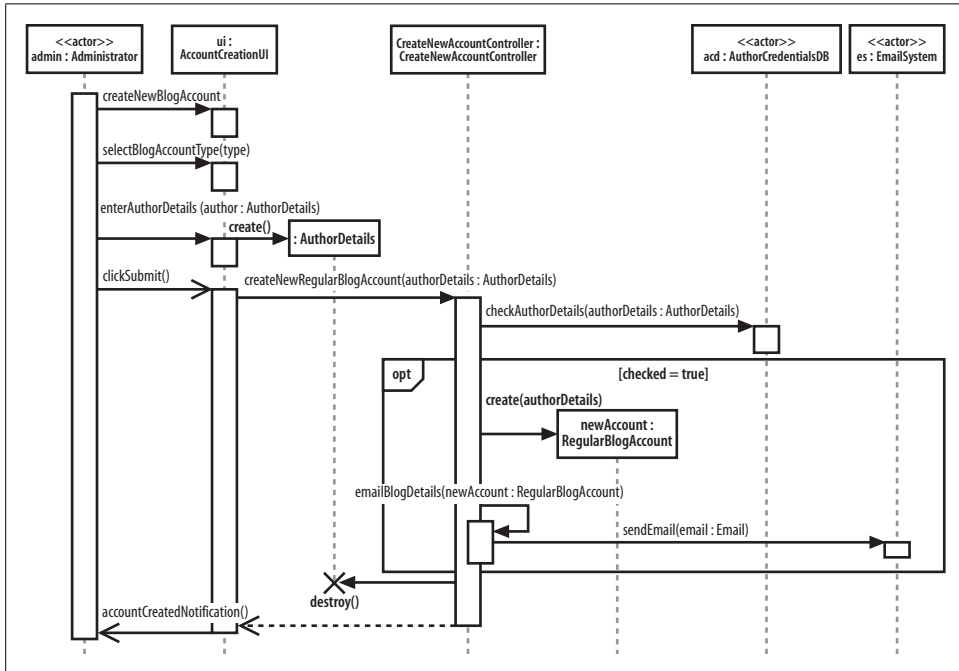 <<actor>>
admin : Administrator
ui :
AccountCreationUI
CreateNewAccountController :
CreateNewAccountController
<<actor>>
acd : AuthorCredentialsDB
<<actor>>
es : EmailSystem
createNewBlogAccount
selectBlogAccountType(type)
enterAuthorDetails (author : AuthorDetails)
create()
: AuthorDetails
clickSubmit()
createNewRegularBlogAccount(authorDetails : AuthorDetails)
checkAuthorDetails(authorDetails : AuthorDetails)
opt
[checked = true]
create(authorDetails)
newAccount :
RegularBlogAccount
emailBlogDetails(newAccount : RegularBlogAccount)
sendEmail(email : Email)
destroy()
accountCreatedNotification()